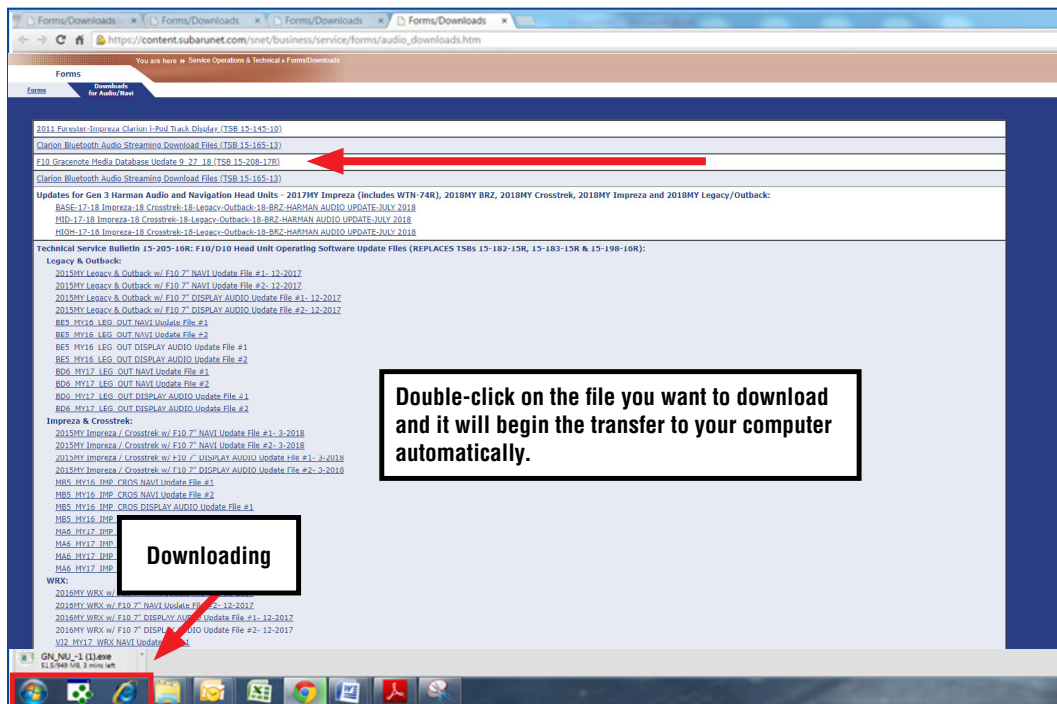 Forms/Downloads Forms/Downloads Forms/Downloads Forms/Downloads
https://content.subarunet.com/snet/business/service/forms/audio_downloads.htm
You are here » Service Operations & Technical » Forms/Downloads
Forms
Forms
Downloads
for Audio/Navi
2011 Forester-Impreza Clarion i-Pod Track Display (TSB 15-145-10)
Clarion Bluetooth Audio Streaming Download Files (TSB 15-165-13)
F10 Gracenote Media Database Update 9_27_18 (TSB 15-208-17R)
Clarion Bluetooth Audio Streaming Download Files (TSB 15-165-13)
Updates for Gen 3 Harman Audio and Navigation Head Units - 2017MY Impreza (includes WTN-74R), 2018MY BRZ, 2018MY Crosstrek, 2018MY Impreza and 2018MY Legacy/Outback:
BASE-17-18 Impreza-18 Crosstrek-18-Legacy-Outback-18-BRZ-HARMAN AUDIO UPDATE-JULY 2018
MID-17-18 Impreza-18 Crosstrek-18-Legacy-Outback-18-BRZ-HARMAN AUDIO UPDATE-JULY 2018
HIGH-17-18 Impreza-18 Crosstrek-18-Legacy-Outback-18-BRZ-HARMAN AUDIO UPDATE-JULY 2018
Technical Service Bulletin 15-205-16R: F10/D10 Head Unit Operating Software Update Files (REPLACES TSBs 15-182-15R, 15-183-15R & 15-198-16R):
Legacy & Outback:
2015MY Legacy & Outback w/ F10 7" NAVI Update File #1- 12-2017
2015MY Legacy & Outback w/ F10 7" NAVI Update File #2- 12-2017
2015MY Legacy & Outback w/ F10 7" DISPLAY AUDIO Update File #1- 12-2017
2015MY Legacy & Outback w/ F10 7" DISPLAY AUDIO Update File #2- 12-2017
BE5_MY16_LEG_OUT NAVI Update File #1
BE5_MY16_LEG_OUT NAVI Update File #2
BE5_MY16_LEG_OUT DISPLAY AUDIO Update File #1
BE5_MY16_LEG_OUT DISPLAY AUDIO Update File #2
BD6_MY17_LEG_OUT NAVI Update File #1
BD6_MY17_LEG_OUT NAVI Update File #2
BD6_MY17_LEG_OUT DISPLAY AUDIO Update File #1
BD6_MY17_LEG_OUT DISPLAY AUDIO Update File #2
Double-click on the file you want to download
and it will begin the transfer to your computer
automatically.
Impreza & Crosstrek:
2015MY Impreza / Crosstrek w/ F10 7" NAVI Update File #1- 3-2018
2015MY Impreza / Crosstrek w/ F10 7" NAVI Update File #2- 3-2018
2015MY Impreza / Crosstrek w/ F10 7" DISPLAY AUDIO Update File #1- 3-2018
2015MY Impreza / Crosstrek w/ F10 7" DISPLAY AUDIO Update File #2- 3-2018
MB5_MY16_IMP_CROS NAVI Update File #1
MB5_MY16_IMP_CROS NAVI Update File #2
MB5_MY16_IMP_CROS DISPLAY AUDIO Update File #1
MB5_MY16_IMP
MA6_MY17_IMP
MA6_MY17_IMP
MA6_MY17_IMP
MA6_MY17_IMP
Downloading
WRX:
2016MY WRX w/
2016MY WRX w/ F10 7" NAVI Update File #2- 12-2017
2016MY WRX w/ F10 7" DISPLAY AUDIO Update File #1- 12-2017
2016MY WRX w/ F10 7" DISPLAY AUDIO Update File #2- 12-2017
VJ2_MY17_WRX NAVI Update
GN_NU_-1 (1).exe
51.5/949 MB, 3 mins left